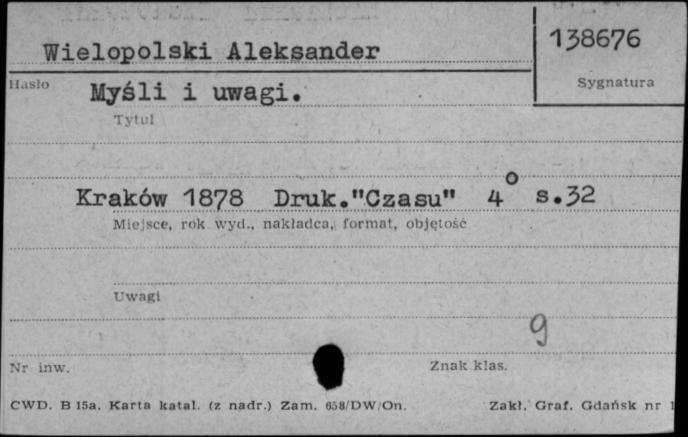 Wielopolski Aleksander
138676
Hasło
Sygnatura
Myśli i uwagi.
Tytuł
Kraków 1878 Druk."Czasu" 4° s.32
Miejsce, rok wyd., nakładca, format, objętość
Uwagi
9
Nr inw.
Znak klas.
CWD. B 15a. Karta katal. (z nadr.) Zam. 658/DW/On.
Zakł. Graf. Gdańsk nr 1